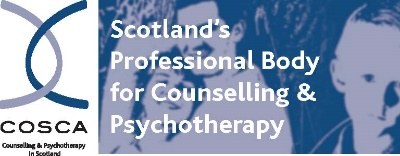 COSCA
Counselling & Psychotherapy
in Scotland
Scotland's
Professional Body
for Counselling &
Psychotherapy